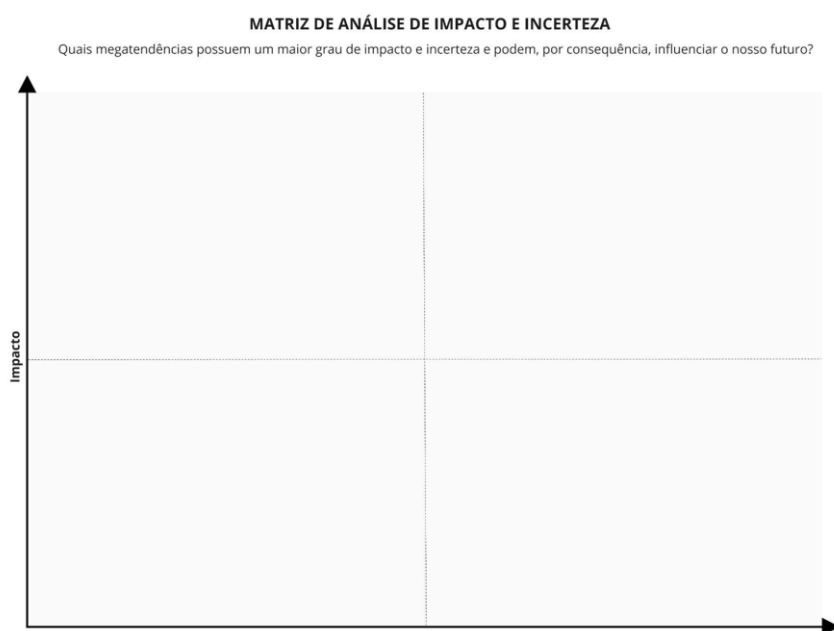 MATRIZ DE ANÁLISE DE IMPACTO E INCERTEZA
Quais megatendências possuem um maior grau de impacto e incerteza e podem, por consequência, influenciar o nosso futuro?
Impacto